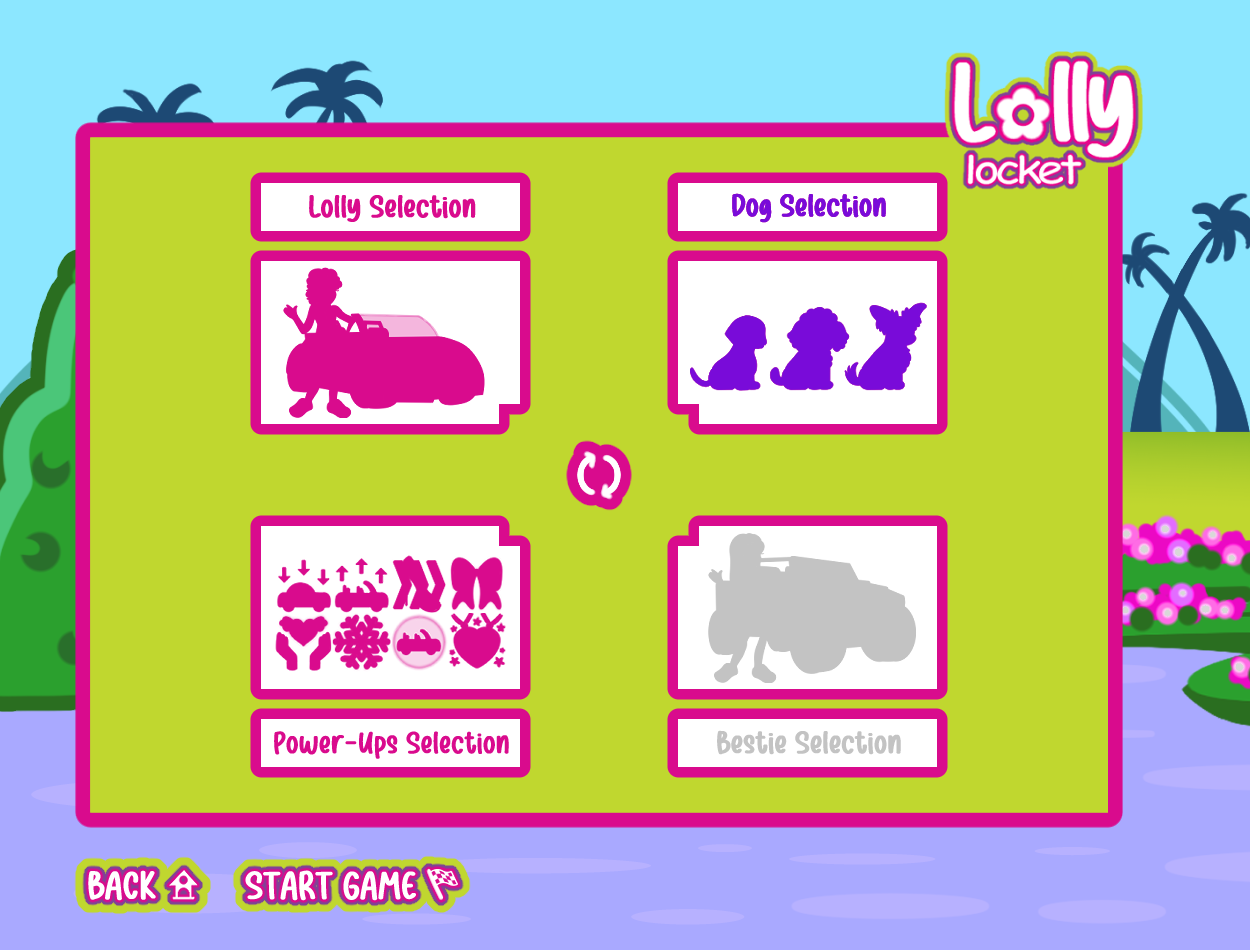 Lolly
locket
Lolly Selection
Dog Selection
Power-Ups Selection
Bestie Selection
BACK
START GAME